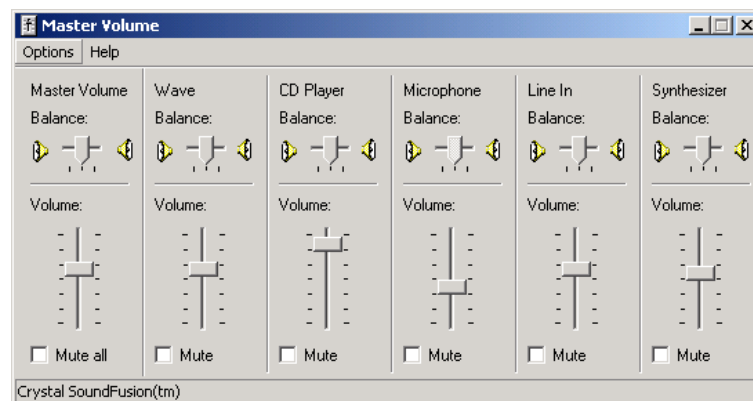 Master Volume
Options Help
Master Volume Wave CD Player Microphone Line In Synthesizer
Balance: Balance: Balance: Balance: Balance: Balance:
Volume: Volume: Volume: Volume: Volume: Volume:
Mute all Mute Mute Mute Mute Mute
Crystal SoundFusion(tm)